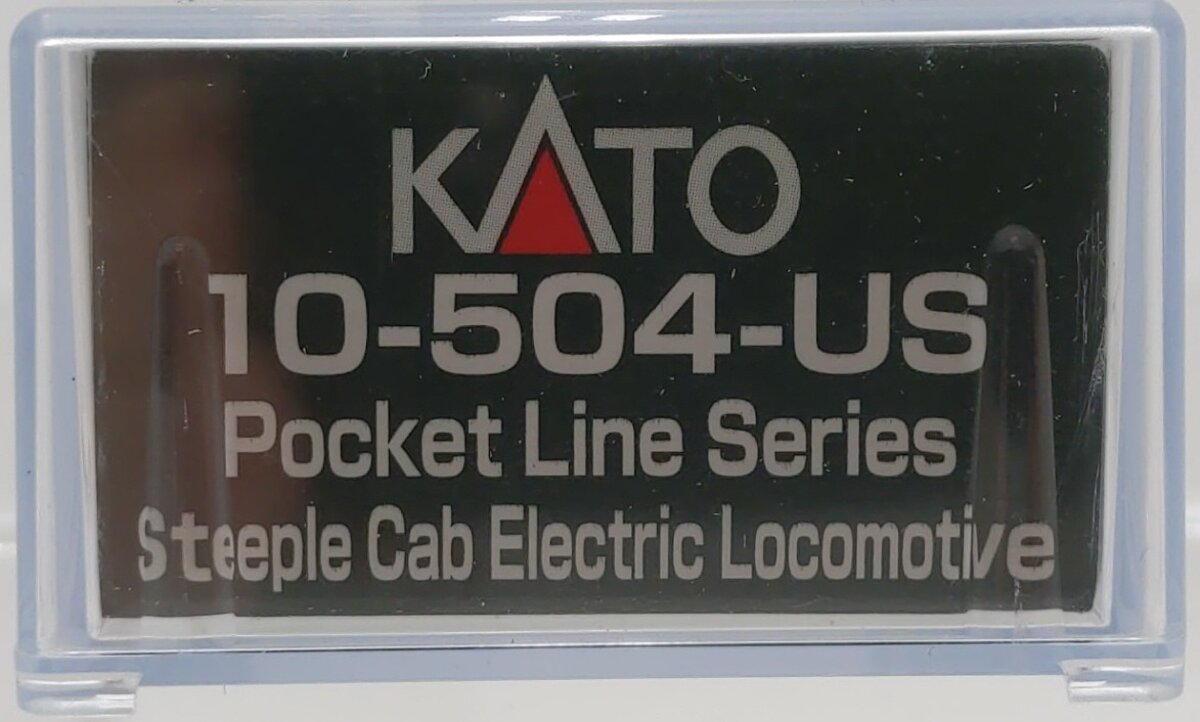 KATO
10-504-US
Pocket Line Series
Steeple Cab Electric Locomotive